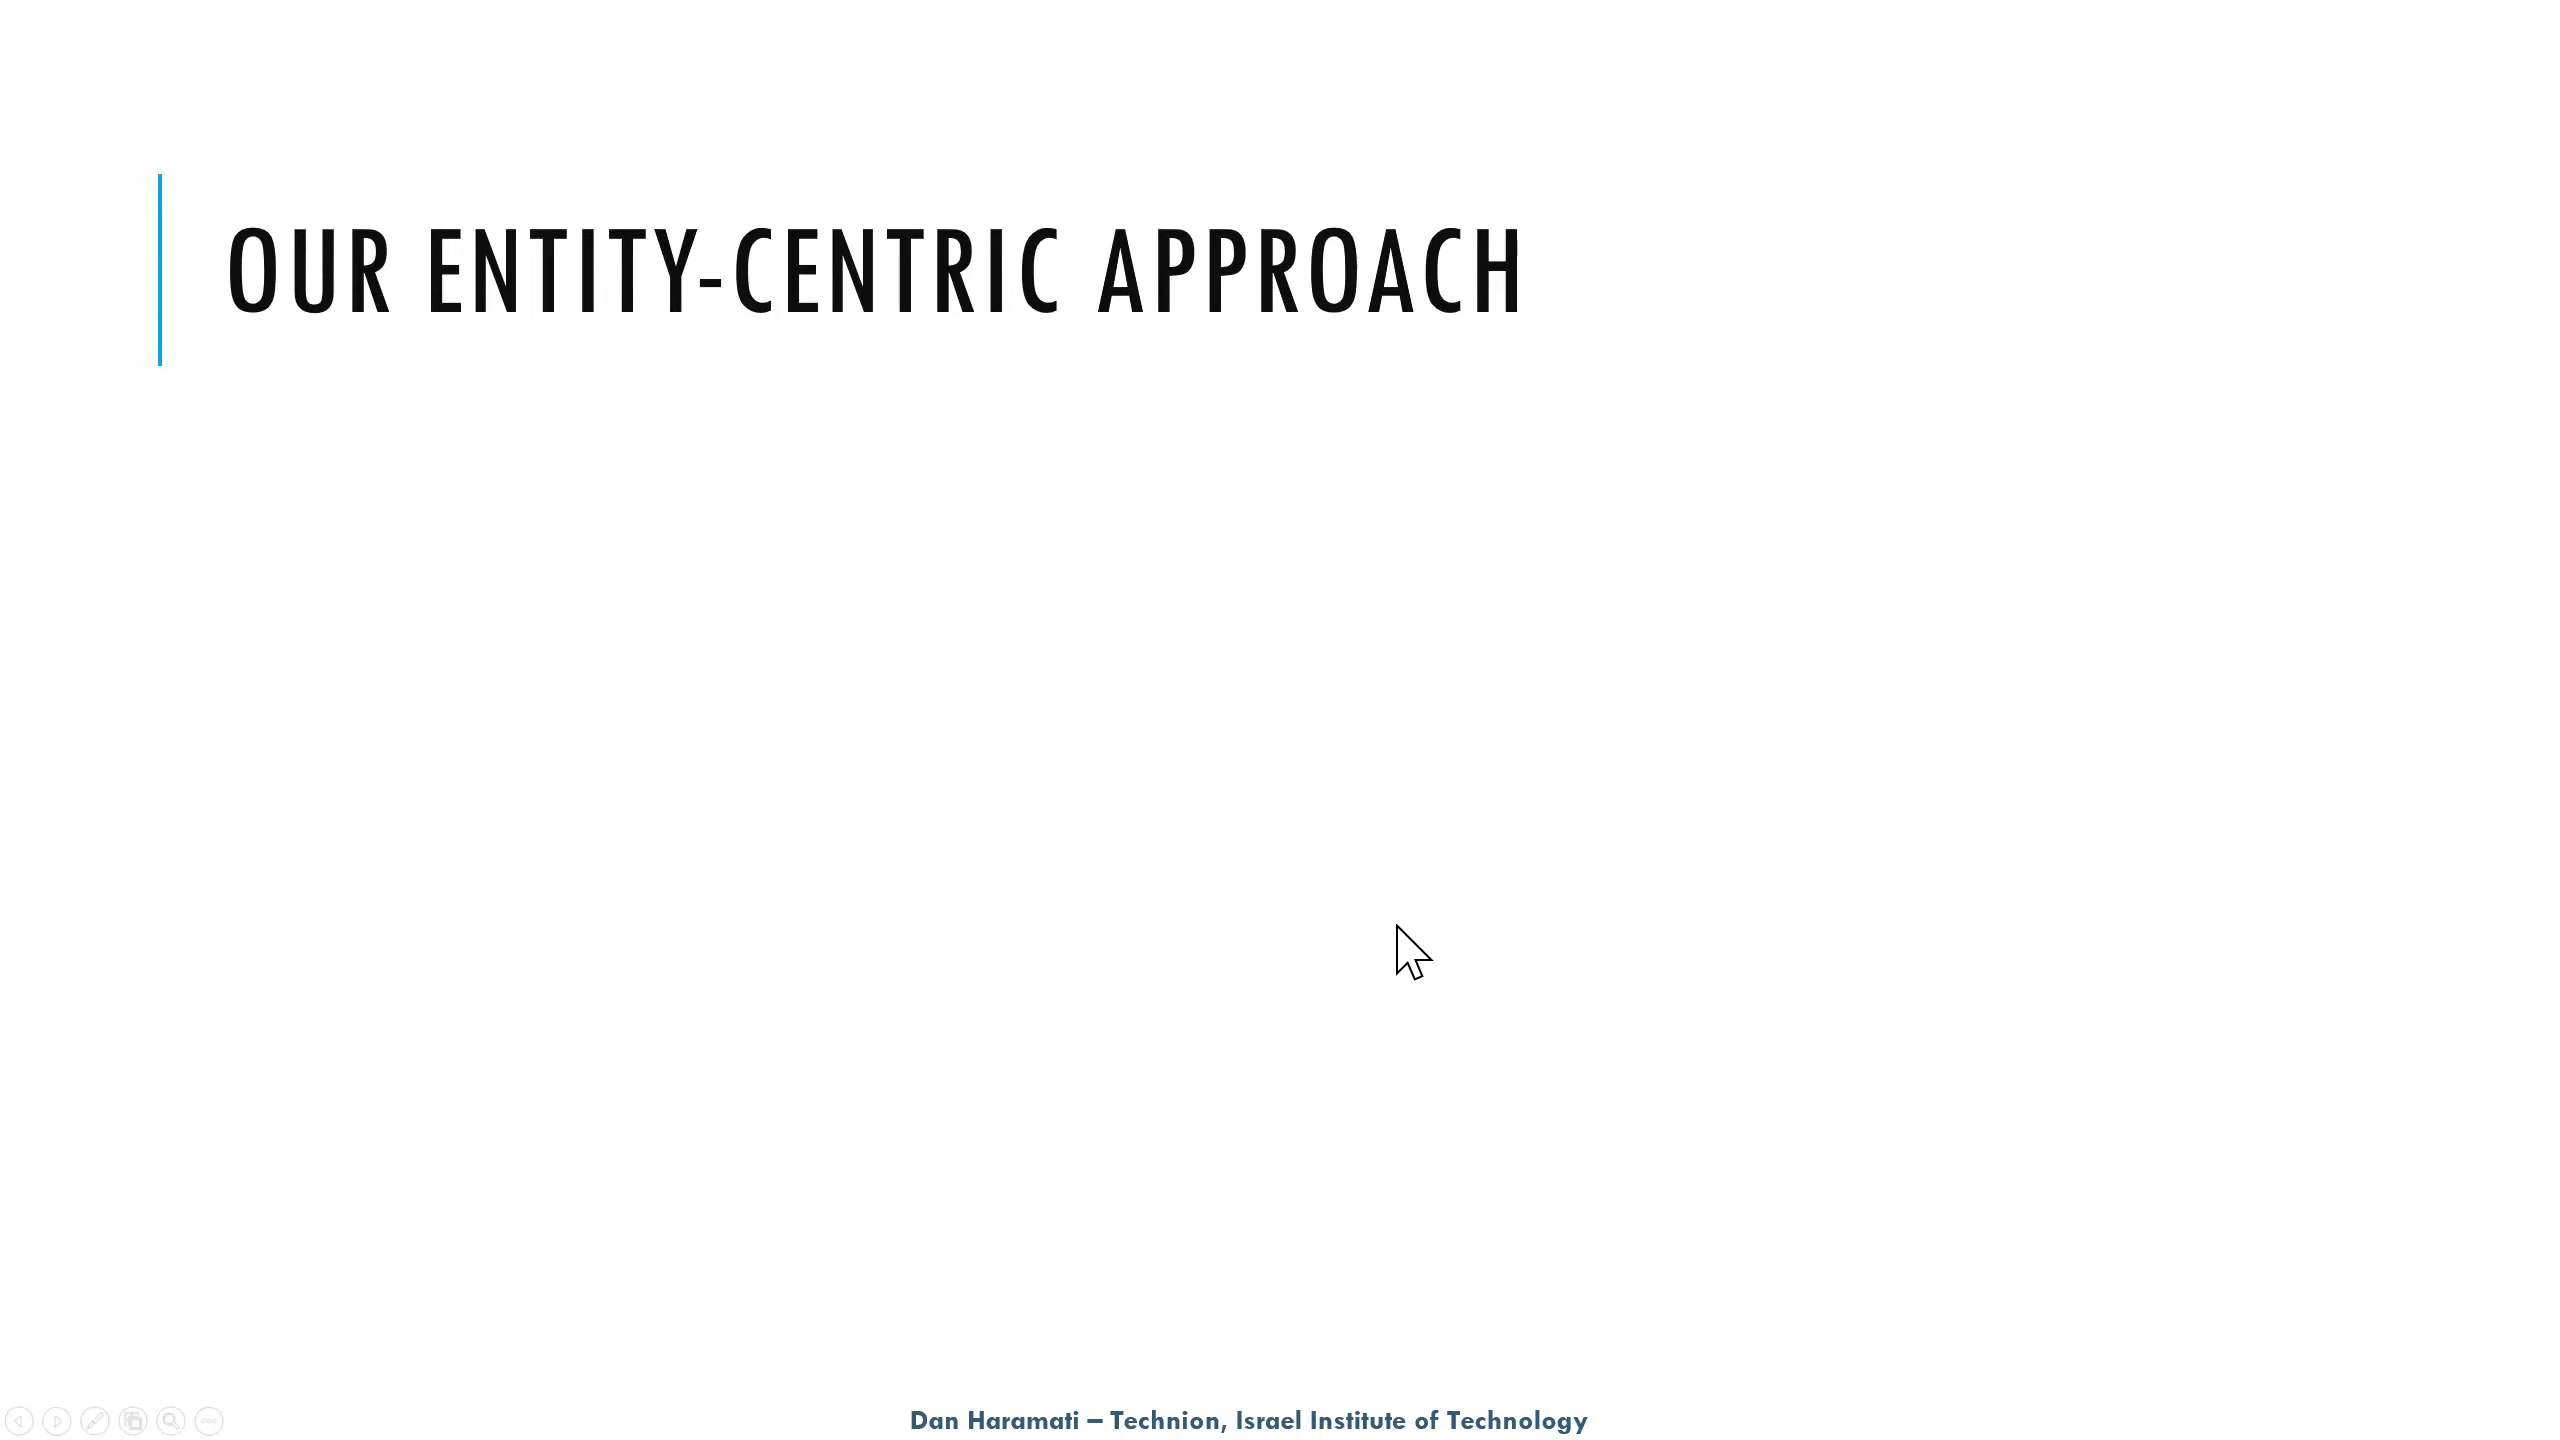 OUR ENTITY-CENTRIC APPROACH
Dan Haramati – Technion, Israel Institute of Technology